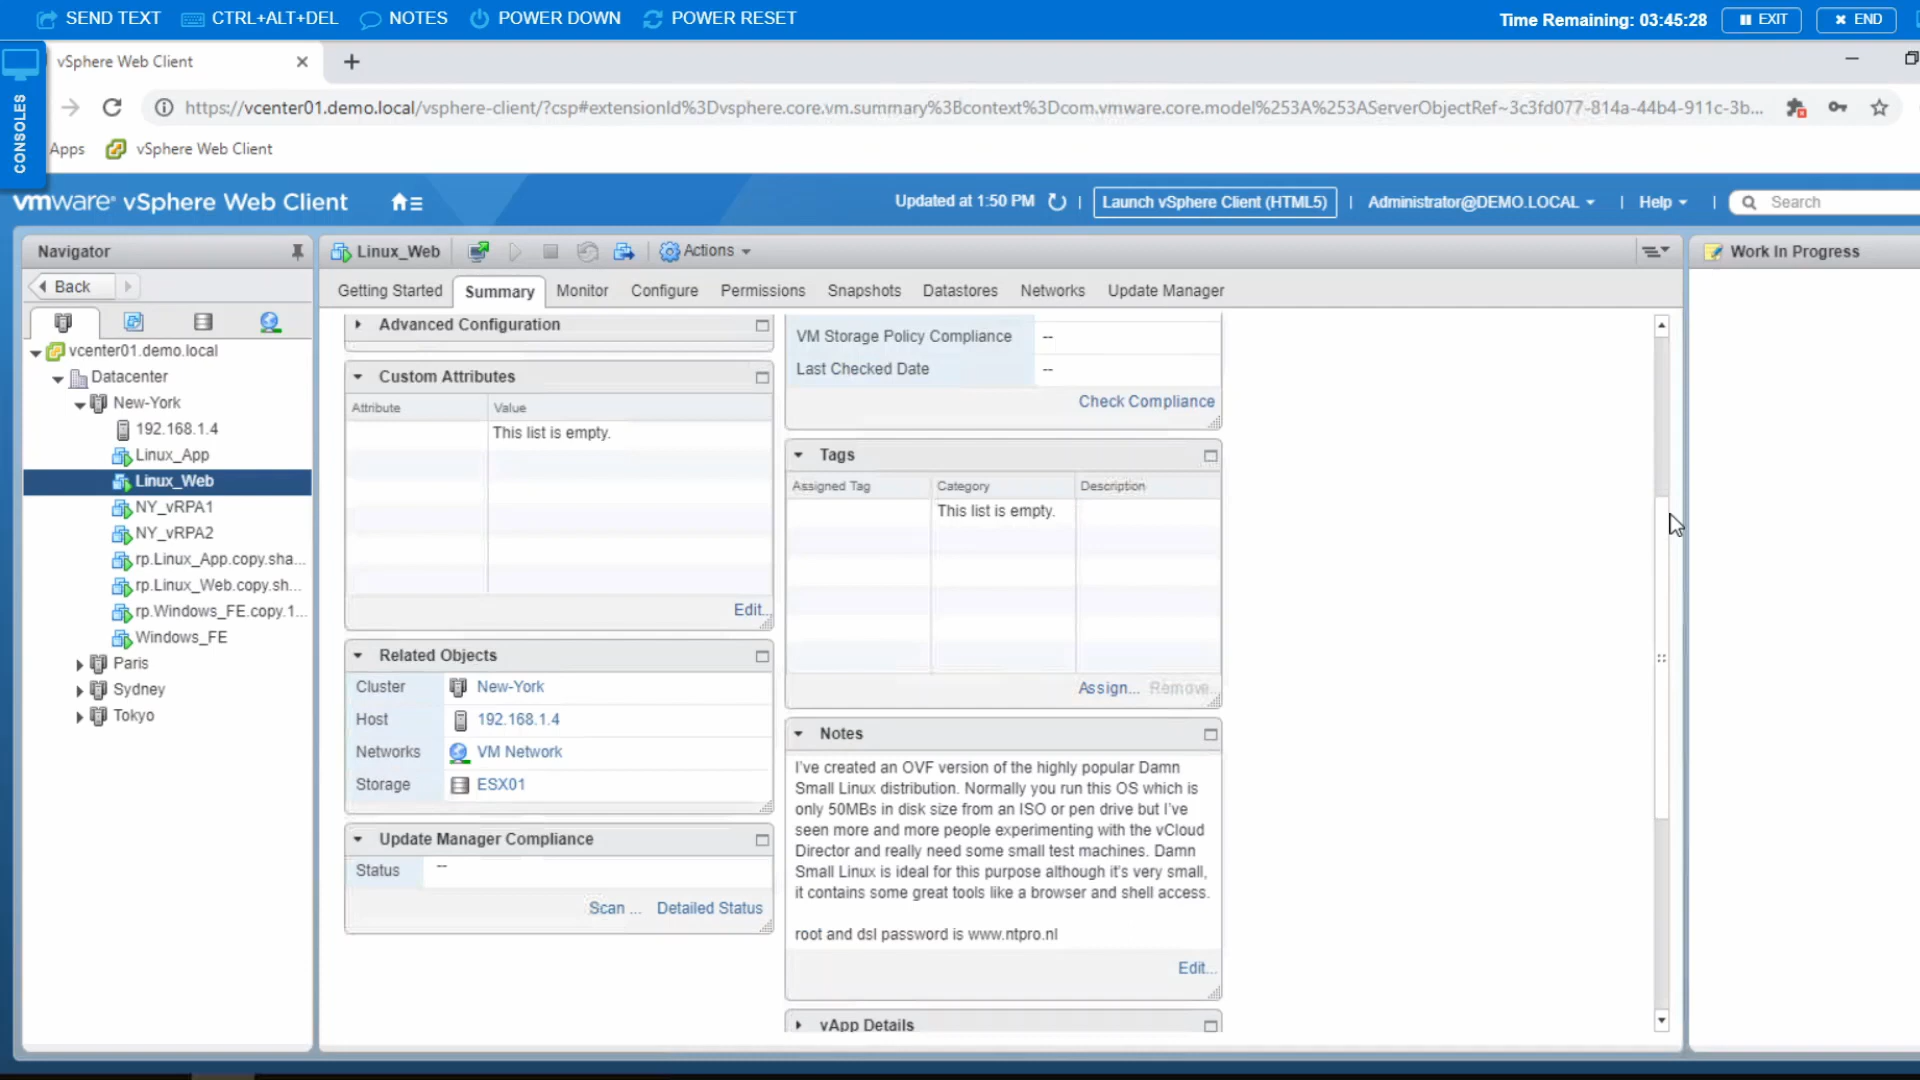 SEND TEXT CTRL+ALT+DEL NOTES POWER DOWN POWER RESET Time Remaining: 03:45:28 EXIT END
vSphere Web Client
CONSOLES
https://vcenter01.demo.local/vsphere-client/?csp#extensionId%3Dvsphere.core.vm.summary%3Bcontext%3Dcom.vmware.core.model%253A%253AServerObjectRef~3c3fd077-814a-44b4-911c-3b...
Apps vSphere Web Client
vmware® vSphere Web Client Updated at 1:50 PM | Launch vSphere Client (HTML5) | Administrator@DEMO.LOCAL | Help | Search
Navigator
Back
vcenter01.demo.local
Datacenter
New-York
192.168.1.4
Linux_App
Linux_Web
NY_vRPA1
NY_vRPA2
rp.Linux_App.copy.sha...
rp.Linux_Web.copy.sh...
rp.Windows_FE.copy.1...
Windows_FE
Paris
Sydney
Tokyo
Linux_Web Actions
Getting Started Summary Monitor Configure Permissions Snapshots Datastores Networks Update Manager
Advanced Configuration
Custom Attributes
Attribute Value
This list is empty.
Edit...
Related Objects
Cluster New-York
Host 192.168.1.4
Networks VM Network
Storage ESX01
Update Manager Compliance
Status --
Scan ... Detailed Status
VM Storage Policy Compliance --
Last Checked Date --
Check Compliance
Tags
Assigned Tag Category Description
This list is empty.
Assign... Remove...
Notes
I've created an OVF version of the highly popular Damn
Small Linux distribution. Normally you run this OS which is
only 50MBs in disk size from an ISO or pen drive but I've
seen more and more people experimenting with the vCloud
Director and really need some small test machines. Damn
Small Linux is ideal for this purpose although it's very small,
it contains some great tools like a browser and shell access.
root and dsl password is www.ntpro.nl
Edit...
vApp Details
Work In Progress